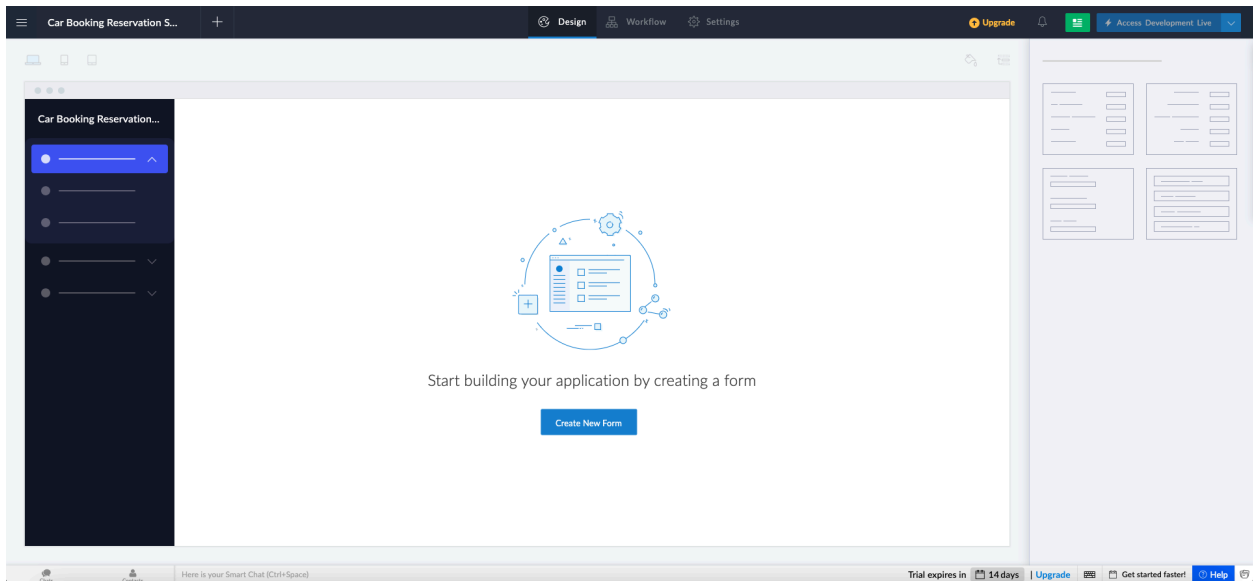 Car Booking Reservation S...
Design
Workflow
Settings
Upgrade
Access Development Live
Car Booking Reservation...
Start building your application by creating a form
Create New Form
Chats
Contacts
Here is your Smart Chat (Ctrl+Space)
Trial expires in 14 days | Upgrade
Get started faster!
Help